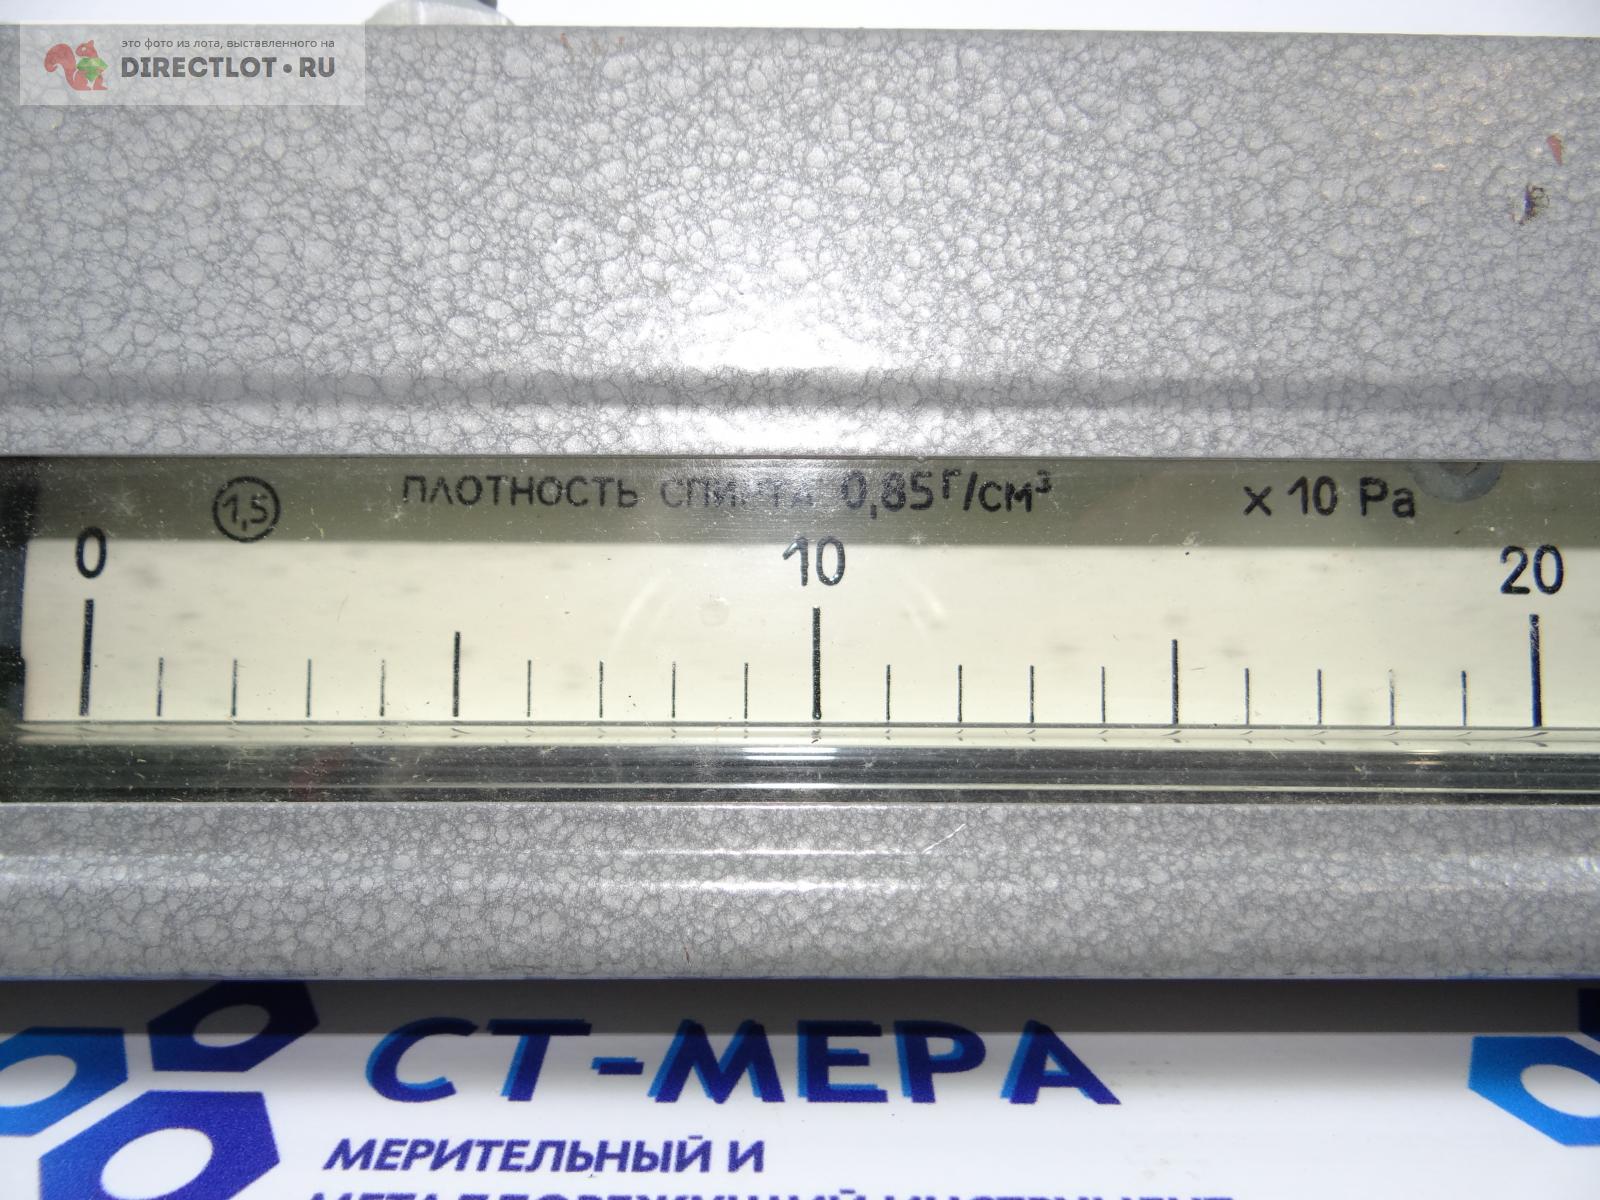 это фото из лота, выставленного на
DIRECTLOT•RU
1,5 ПЛОТНОСТЬ СПИРТА 0,85 Г/СМ³ x 10 Pa
0 10 20
СТ-МЕРА
МЕРИТЕЛЬНЫЙ И